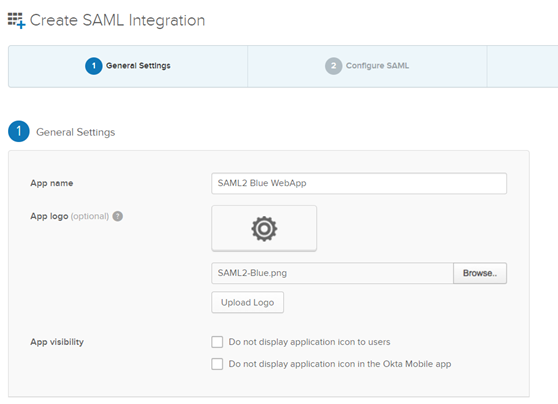 Create SAML Integration
1 General Settings
2 Configure SAML
1 General Settings
App name SAML2 Blue WebApp
App logo (optional) ?
SAML2-Blue.png Browse..
Upload Logo
App visibility Do not display application icon to users
Do not display application icon in the Okta Mobile app